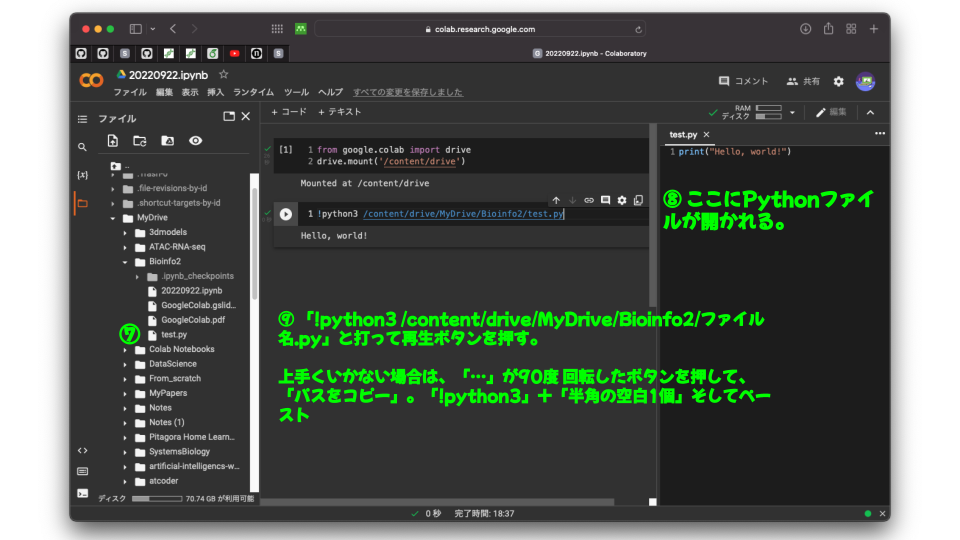 colab.research.google.com
20220922.ipynb - Colaboratory
20220922.ipynb
コメント
共有
ファイル 編集 表示 挿入 ランタイム ツール ヘルプ すべての変更を保存しました
ファイル
+ コード + テキスト
RAM
ディスク
編集
test.py
1 print("Hello, world!")
[1] 1 from google.colab import drive
2 drive.mount('/content/drive')
Mounted at /content/drive
1 !python3 /content/drive/MyDrive/Bioinfo2/test.py
Hello, world!
..
.file-revisions-by-id
.shortcut-targets-by-id
MyDrive
3dmodels
ATAC-RNA-seq
Bioinfo2
.ipynb_checkpoints
20220922.ipynb
GoogleColab.gslid...
GoogleColab.pdf
⑦ test.py
Colab Notebooks
DataScience
From_scratch
MyPapers
Notes
Notes (1)
Pitagora Home Learn...
SystemsBiology
artificial-intelligencs-w...
atcoder
ディスク 70.74 GB が利用可能
⑧ ここにPythonファイ
ルが開かれる。
⑨ 「!python3 /content/drive/MyDrive/Bioinfo2/ファイル
名.py」と打って再生ボタンを押す。
上手くいかない場合は、「…」が90度 回転したボタンを押して、
「パスをコピー」。「!python3」＋「半角の空白1個」そしてペー
スト
0 秒 完了時間: 18:37